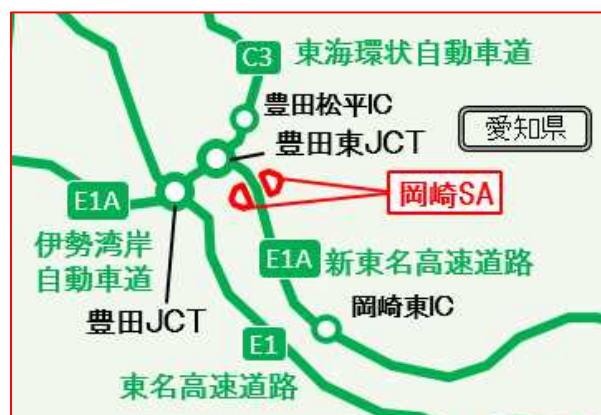 C3 東海環状自動車道
豊田松平IC
愛知県
豊田東JCT
岡崎SA
E1A
伊勢湾岸
自動車道
E1A 新東名高速道路
豊田JCT
岡崎東IC
E1
東名高速道路